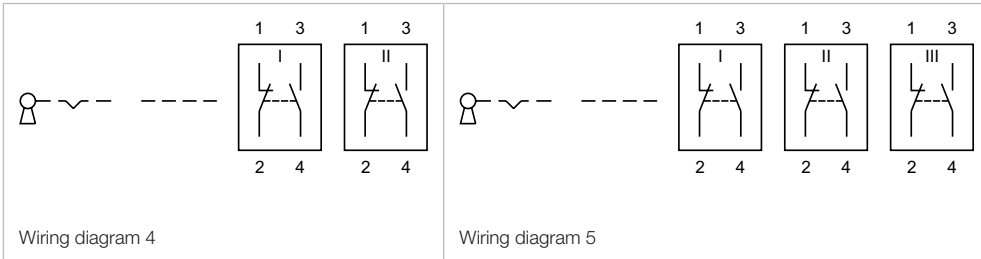 1 3 1 3
I II
2 4 2 4
Wiring diagram 4
1 3 1 3 1 3
I II III
2 4 2 4 2 4
Wiring diagram 5